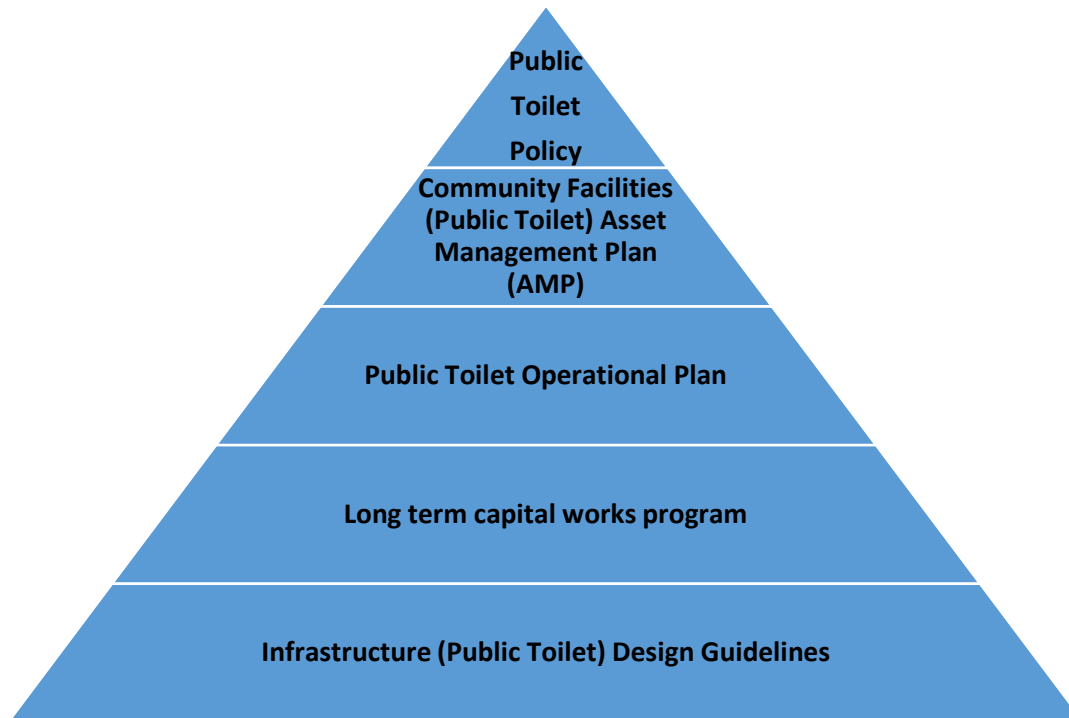 Public
Toilet
Policy
Community Facilities
(Public Toilet) Asset
Management Plan
(AMP)
Public Toilet Operational Plan
Long term capital works program
Infrastructure (Public Toilet) Design Guidelines